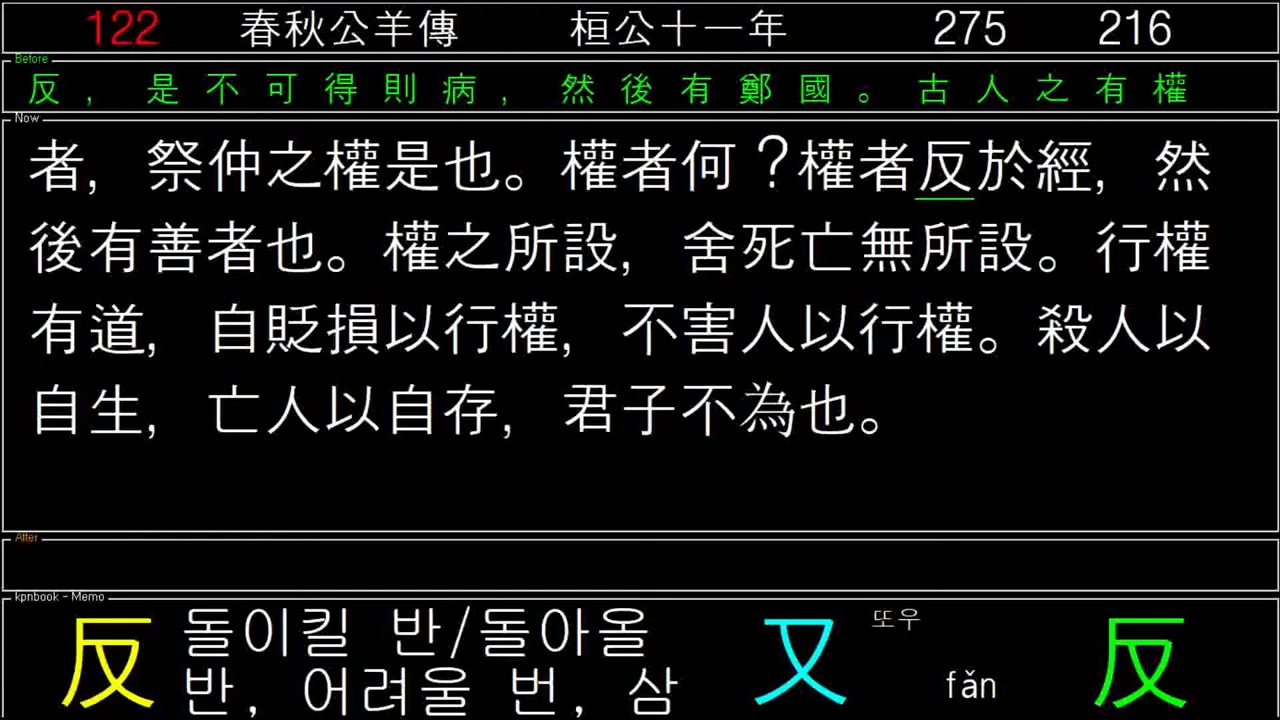 122 春秋公羊傳 桓公十一年 275 216
Before
反, 是不可得則病, 然後有鄭國。古人之有權
Now
者, 祭仲之權是也。權者何?權者反於經, 然
後有善者也。權之所設, 舍死亡無所設。行權
有道, 自貶損以行權, 不害人以行權。殺人以
自生, 亡人以自存, 君子不為也。
After
kpnbook - Memo
反 돌이킬 반/돌아올 又 또우 反
반, 어려울 번, 삼 fǎn